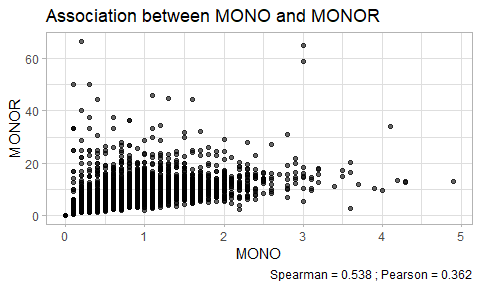 Association between MONO and MONOR
MONOR
60
40
20
0
0 1 2 3 4 5
MONO
Spearman = 0.538 ; Pearson = 0.362